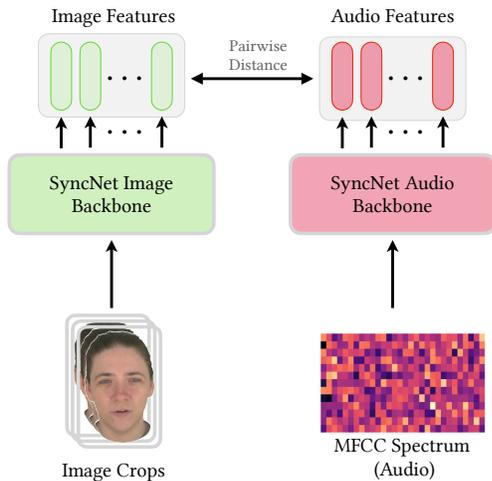 Image Features
Audio Features
Pairwise
Distance
SyncNet Image
Backbone
SyncNet Audio
Backbone
Image Crops
MFCC Spectrum
(Audio)